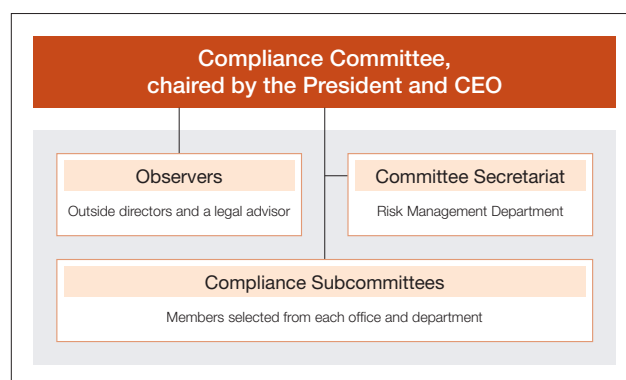 Compliance Committee,
chaired by the President and CEO
Observers
Outside directors and a legal advisor
Committee Secretariat
Risk Management Department
Compliance Subcommittees
Members selected from each office and department